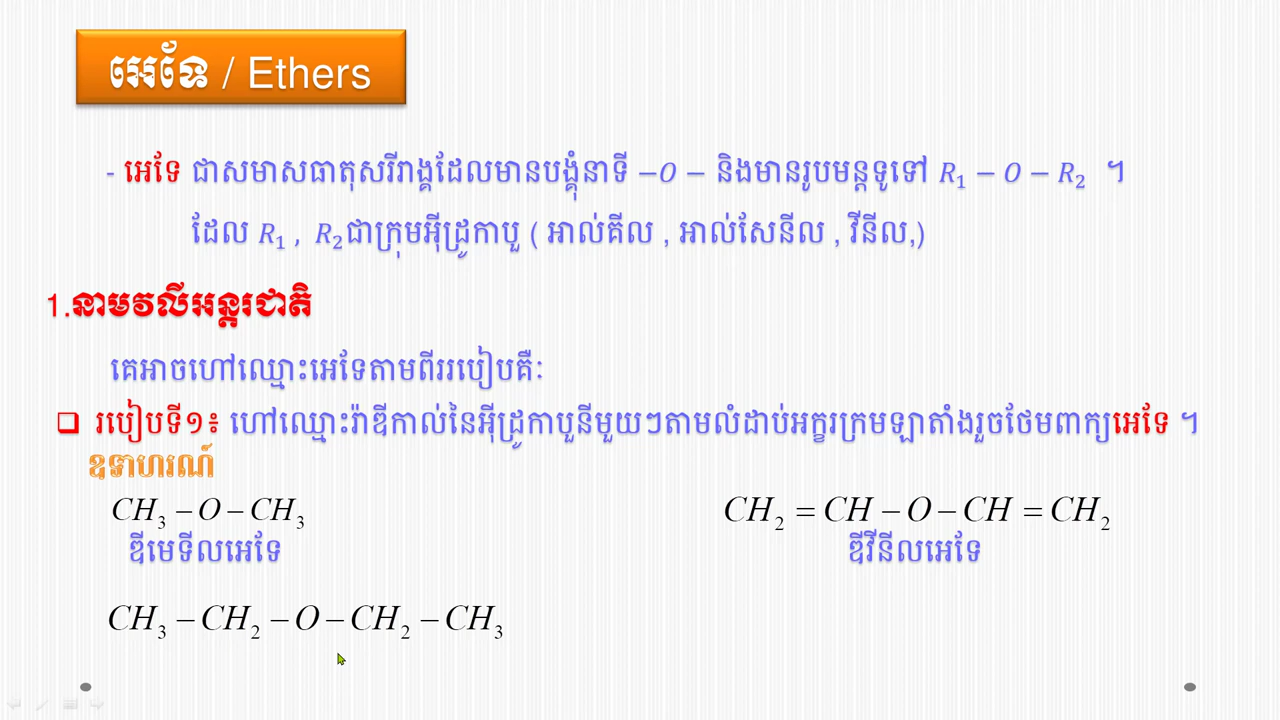 អេទែ / Ethers
- អេទែ ជាសមាសធាតុសរីរាង្គដែលមានបង្គុំនាទី −O − និងមានរូបមន្តទូទៅ R₁ − O − R₂ ។
ដែល R₁ , R₂ជាក្រុមអ៊ីដ្រូកាបួ ( អាល់គីល , អាល់សែនីល , វីនីល,)
1.នាមវលីអន្តរជាតិ
គេអាចហៅឈ្មោះអេទែតាមពីររបៀបគឺៈ
របៀបទី១៖ ហៅឈ្មោះរ៉ាឌីកាល់នៃអ៊ីដ្រូកាបួនីមួយៗតាមលំដាប់អក្ខរក្រមឡាតាំងរួចថែមពាក្យអេទែ ។
ឧទាហរណ៍
CH₃ − O − CH₃
CH₂ = CH − O − CH = CH₂
ឌីមេទីលអេទែ
ឌីវីនីលអេទែ
CH₃ − CH₂ − O − CH₂ − CH₃